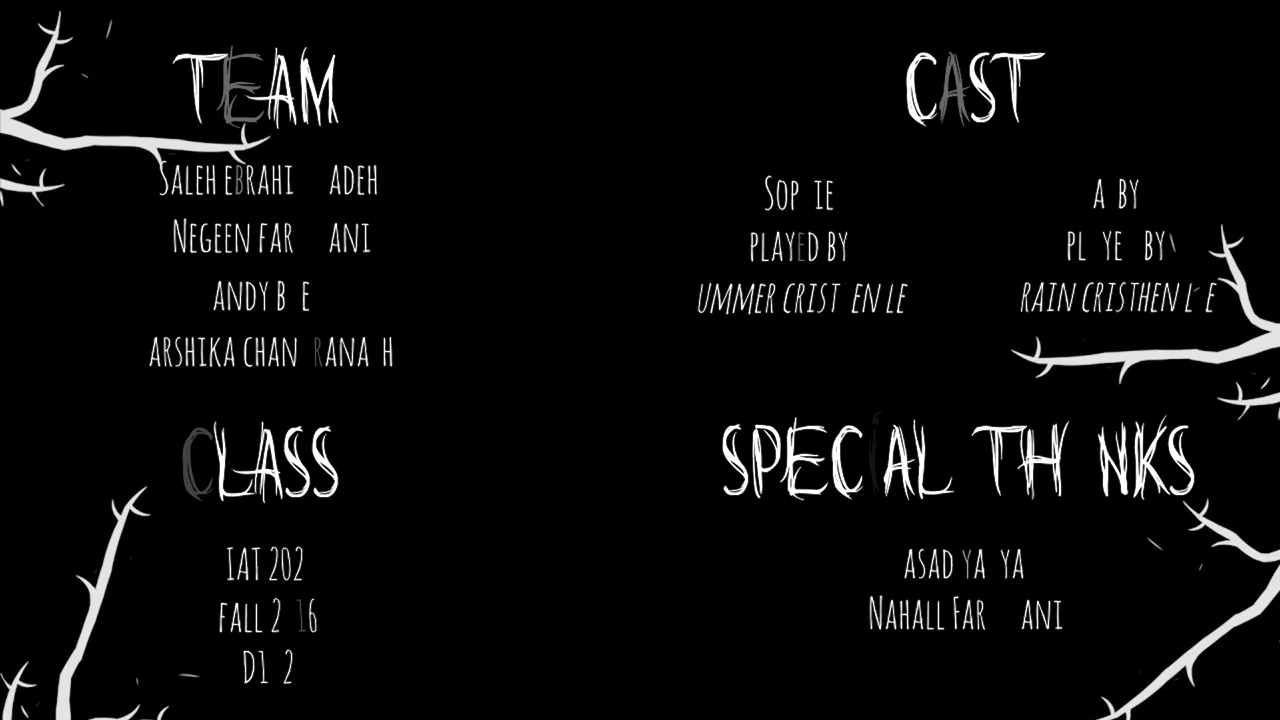 TEAM
SALEH EBRAHI ADEH
NEGEEN FAR ANI
ANDY B E
ARSHIKA CHAN RANA H
CAST
SOP IE
PLAYED BY
UMMER CRIST EN LE
A BY
PL YE BY
RAIN CRISTHEN L E
CLASS
IAT 202
FALL 2 16
D1 2
SPECiAL TH NKS
ASAD YA YA
NAHALL FAR ANI